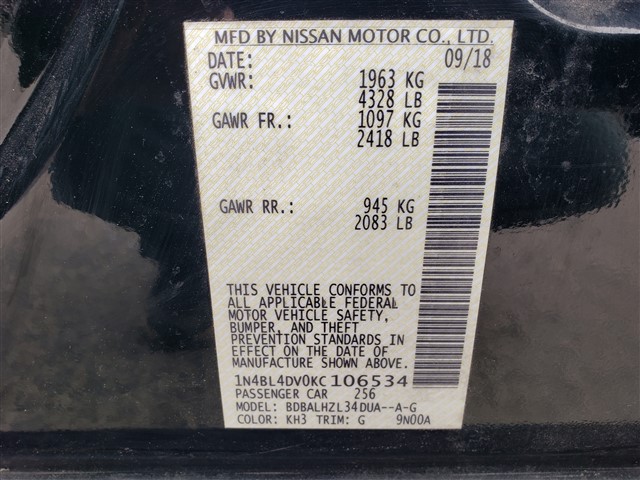 MFD BY NISSAN MOTOR CO., LTD.
DATE: 09/18
GVWR: 1963 KG
4328 LB
GAWR FR.: 1097 KG
2418 LB
GAWR RR.: 945 KG
2083 LB
THIS VEHICLE CONFORMS TO
ALL APPLICABLE FEDERAL
MOTOR VEHICLE SAFETY,
BUMPER, AND THEFT
PREVENTION STANDARDS IN
EFFECT ON THE DATE OF
MANUFACTURE SHOWN ABOVE.
1N4BL4DV0KC106534
PASSENGER CAR 256
MODEL: BDBALHZL34DUA--A-G
COLOR: KH3 TRIM: G 9N00A